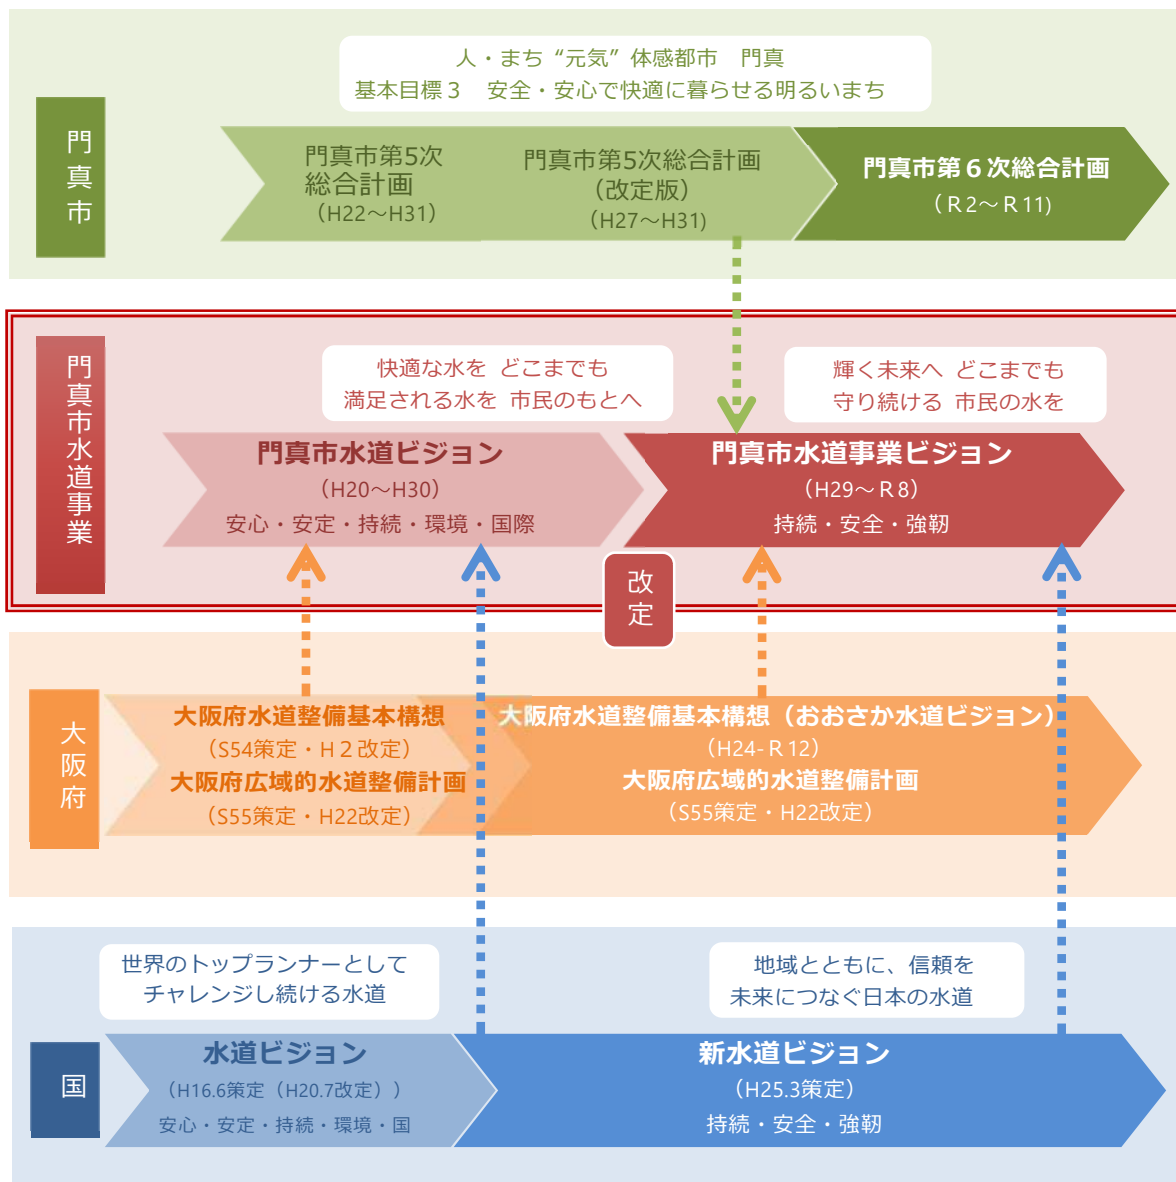 人・まち“元気”体感都市　門真
基本目標３　安全・安心で快適に暮らせる明るいまち
門真市
門真市第5次
総合計画
（H22～H31）
門真市第5次総合計画
（改定版）
（H27～H31)
門真市第６次総合計画
（Ｒ2～Ｒ11)
門真市水道事業
快適な水を どこまでも
満足される水を 市民のもとへ
輝く未来へ どこまでも
守り続ける 市民の水を
門真市水道ビジョン
（H20～H30）
安心・安定・持続・環境・国際
門真市水道事業ビジョン
（H29～Ｒ8）
持続・安全・強靭
改定
大阪府
大阪府水道整備基本構想
（S54策定・H２改定）
大阪府広域的水道整備計画
（S55策定・H22改定）
大阪府水道整備基本構想（おおさか水道ビジョン）
（H24-Ｒ12）
大阪府広域的水道整備計画
（S55策定・H22改定）
世界のトップランナーとして
チャレンジし続ける水道
地域とともに、信頼を
未来につなぐ日本の水道
国
水道ビジョン
（H16.6策定（H20.7改定））
安心・安定・持続・環境・国
新水道ビジョン
（H25.3策定）
持続・安全・強靭